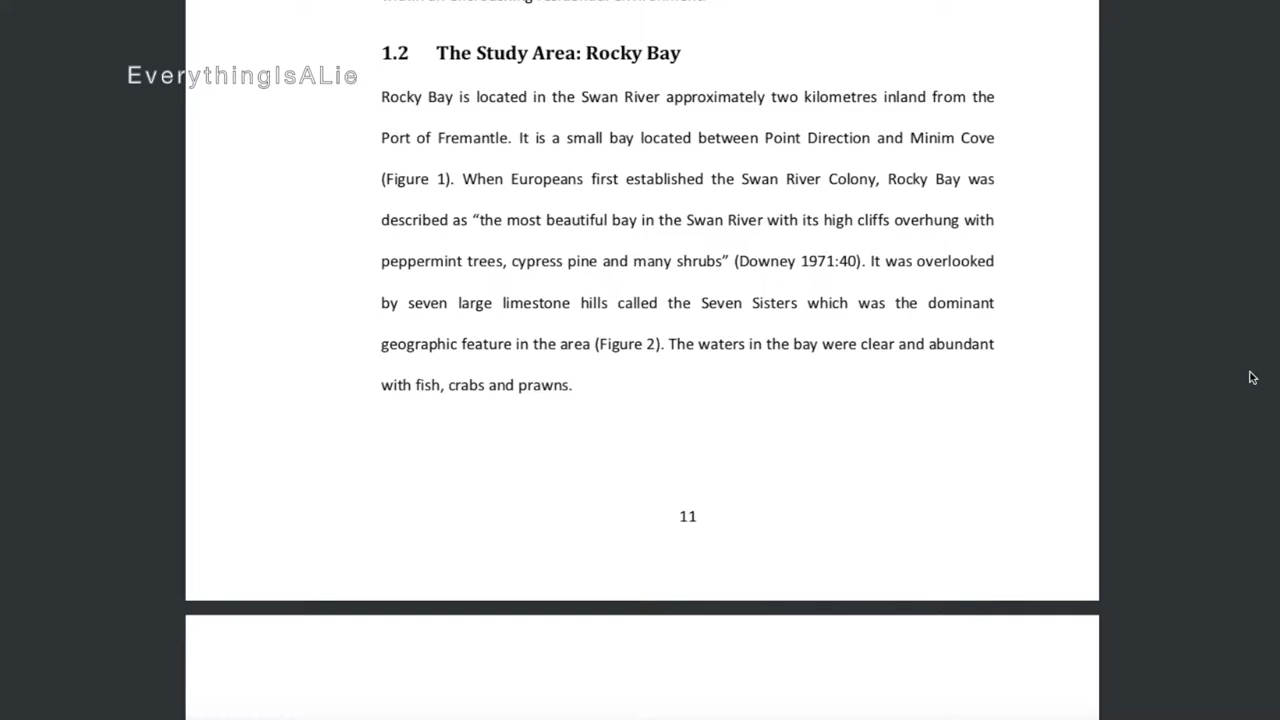 1.2 The Study Area: Rocky Bay
EverythingIsALie
Rocky Bay is located in the Swan River approximately two kilometres inland from the
Port of Fremantle. It is a small bay located between Point Direction and Minim Cove
(Figure 1). When Europeans first established the Swan River Colony, Rocky Bay was
described as “the most beautiful bay in the Swan River with its high cliffs overhung with
peppermint trees, cypress pine and many shrubs” (Downey 1971:40). It was overlooked
by seven large limestone hills called the Seven Sisters which was the dominant
geographic feature in the area (Figure 2). The waters in the bay were clear and abundant
with fish, crabs and prawns.
11